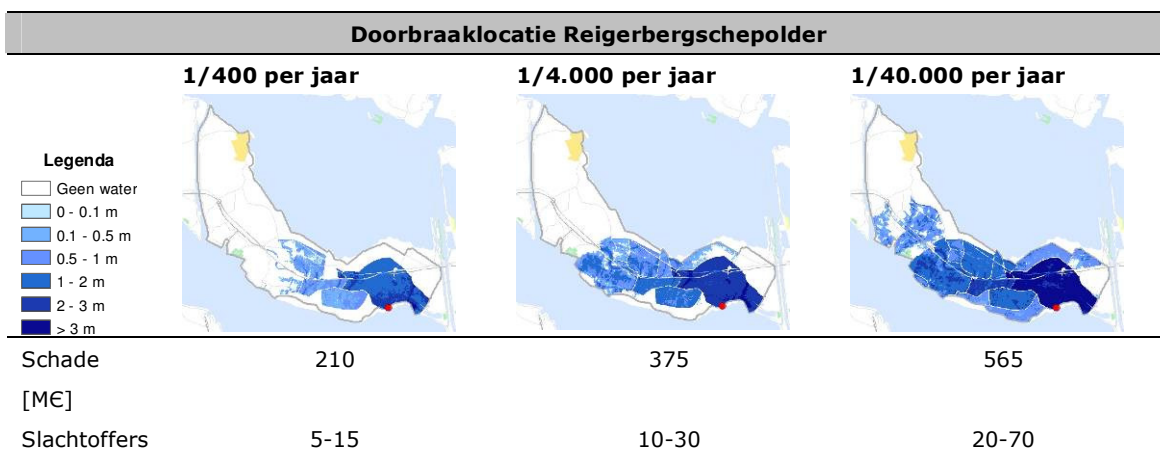 Doorbraaklocatie Reigerbergschepolder
1/400 per jaar 1/4.000 per jaar 1/40.000 per jaar
Legenda
Geen water
0 - 0.1 m
0.1 - 0.5 m
0.5 - 1 m
1 - 2 m
2 - 3 m
> 3 m
Schade 210 375 565
[M€]
Slachtoffers 5-15 10-30 20-70